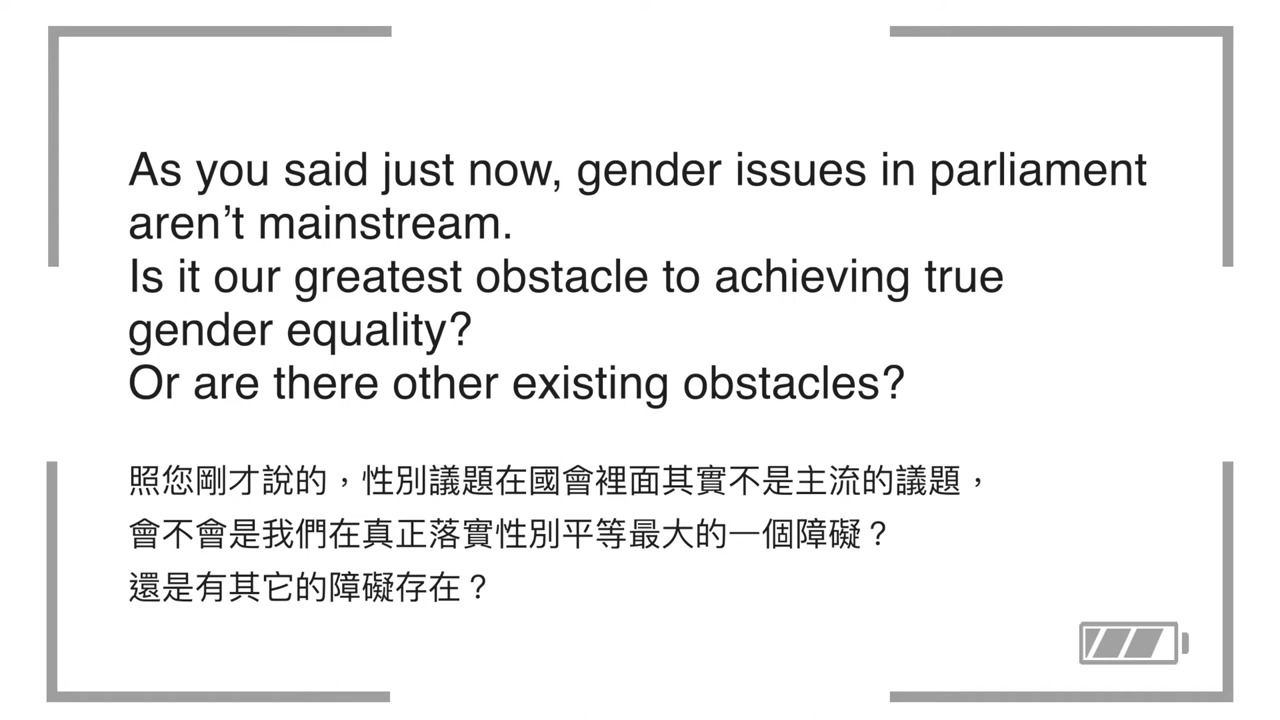 As you said just now, gender issues in parliament
aren’t mainstream.
Is it our greatest obstacle to achieving true
gender equality?
Or are there other existing obstacles?
照您剛才說的，性別議題在國會裡面其實不是主流的議題，
會不會是我們在真正落實性別平等最大的一個障礙？
還是有其它的障礙存在？